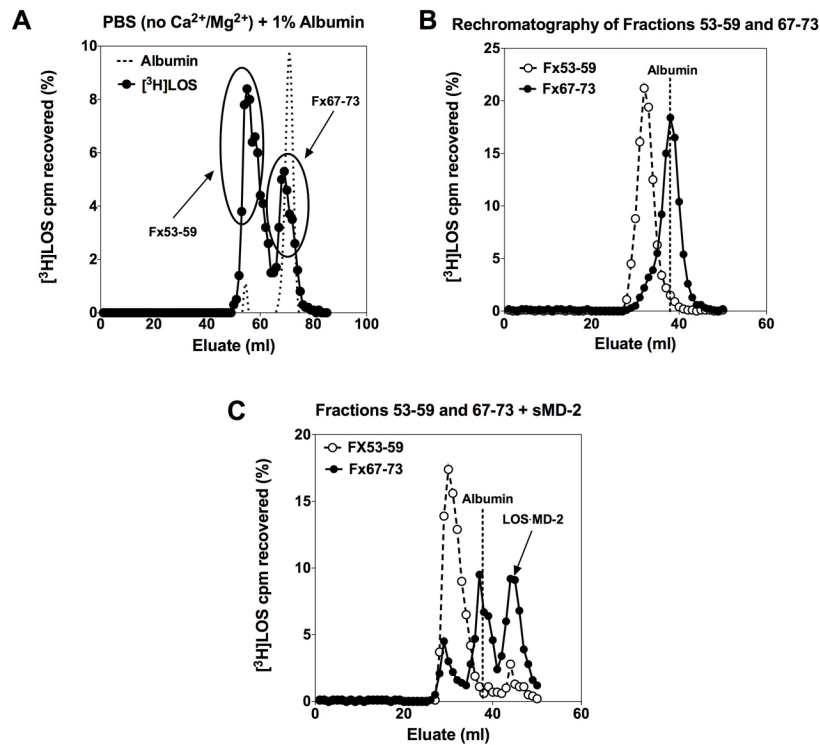 A
PBS (no Ca²⁺/Mg²⁺) + 1% Albumin
[³H]LOS cpm recovered (%)
10
8
6
4
2
0
Albumin
[³H]LOS
Fx67-73
Fx53-59
0 20 40 60 80 100
Eluate (ml)
B
Rechromatography of Fractions 53-59 and 67-73
[³H]LOS cpm recovered (%)
25
20
15
10
5
0
Fx53-59
Fx67-73
Albumin
0 20 40 60
Eluate (ml)
C
Fractions 53-59 and 67-73 + sMD-2
[³H]LOS cpm recovered (%)
20
15
10
5
0
FX53-59
Fx67-73
Albumin
LOS·MD-2
0 20 40 60
Eluate (ml)